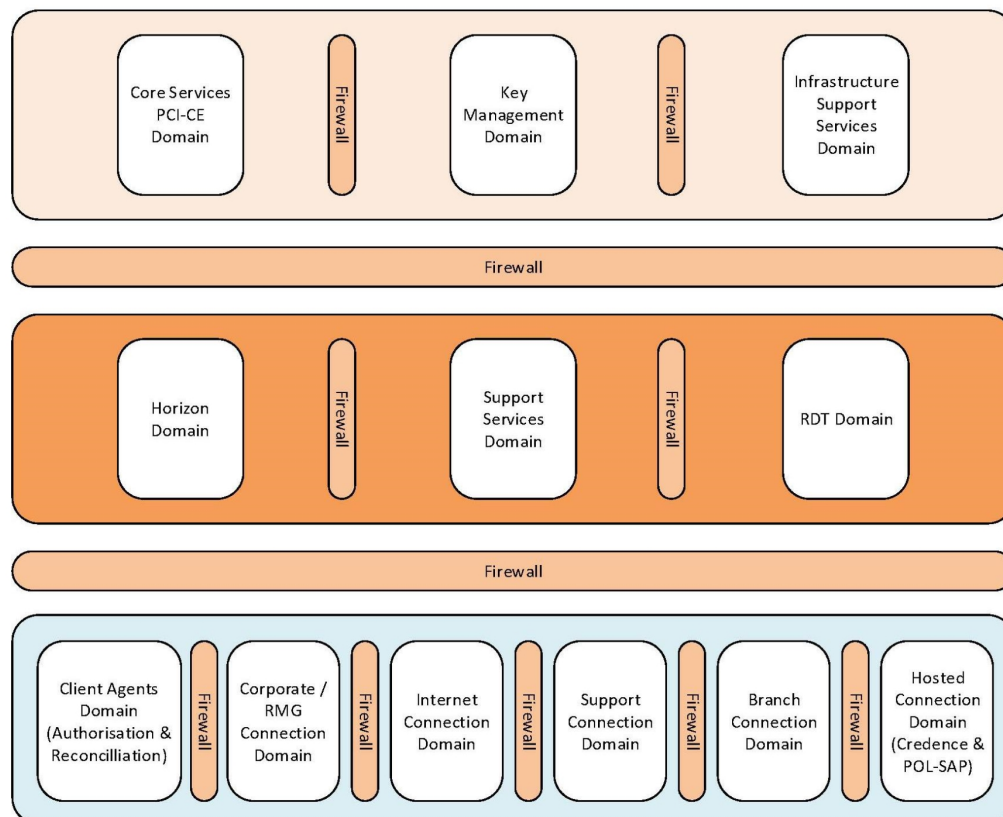 Core Services
PCI-CE
Domain
Firewall
Key
Management
Domain
Firewall
Infrastructure
Support
Services
Domain
Firewall
Horizon
Domain
Firewall
Support
Services
Domain
Firewall
RDT Domain
Firewall
Client Agents
Domain
(Authorisation &
Reconcilliation)
Firewall
Corporate /
RMG
Connection
Domain
Firewall
Internet
Connection
Domain
Firewall
Support
Connection
Domain
Firewall
Branch
Connection
Domain
Firewall
Hosted
Connection
Domain
(Credence &
POL-SAP)